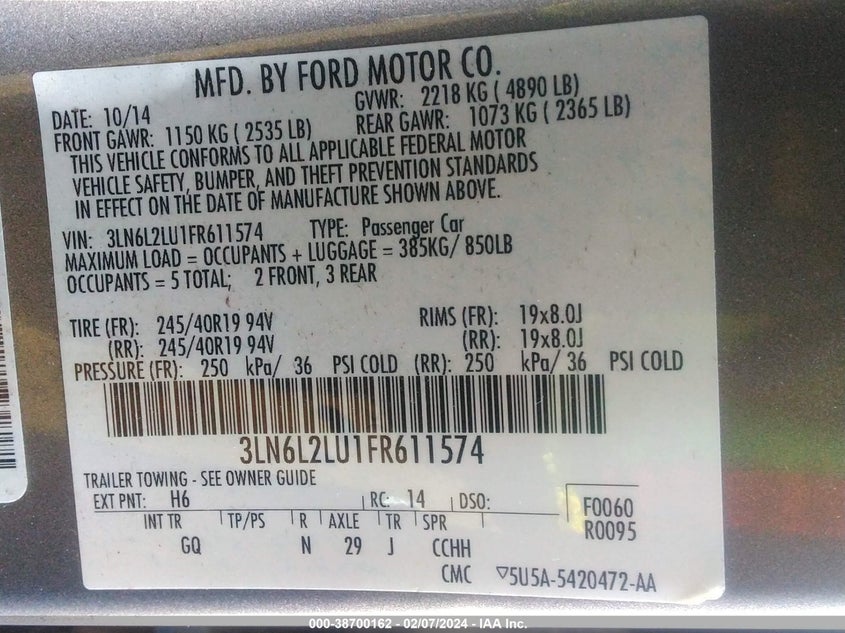 MFD. BY FORD MOTOR CO.
DATE: 10/14 GVWR: 2218 KG ( 4890 LB)
FRONT GAWR: 1150 KG ( 2535 LB) REAR GAWR: 1073 KG ( 2365 LB)
THIS VEHICLE CONFORMS TO ALL APPLICABLE FEDERAL MOTOR
VEHICLE SAFETY, BUMPER, AND THEFT PREVENTION STANDARDS
IN EFFECT ON THE DATE OF MANUFACTURE SHOWN ABOVE.
VIN: 3LN6L2LU1FR611574 TYPE: Passenger Car
MAXIMUM LOAD = OCCUPANTS + LUGGAGE = 385KG/ 850LB
OCCUPANTS = 5 TOTAL; 2 FRONT, 3 REAR
TIRE (FR): 245/40R19 94V RIMS (FR): 19x8.0J
(RR): 245/40R19 94V (RR): 19x8.0J
PRESSURE (FR): 250 kPa/ 36 PSI COLD (RR): 250 kPa/ 36 PSI COLD
3LN6L2LU1FR611574
TRAILER TOWING - SEE OWNER GUIDE
EXT PNT: H6 RC: 14 DSO: F0060
INT TR TP/PS R AXLE TR SPR R0095
GQ N 29 J CCHH
CMC ▽5U5A-5420472-AA
000-38700162 - 02/07/2024 - IAA Inc.